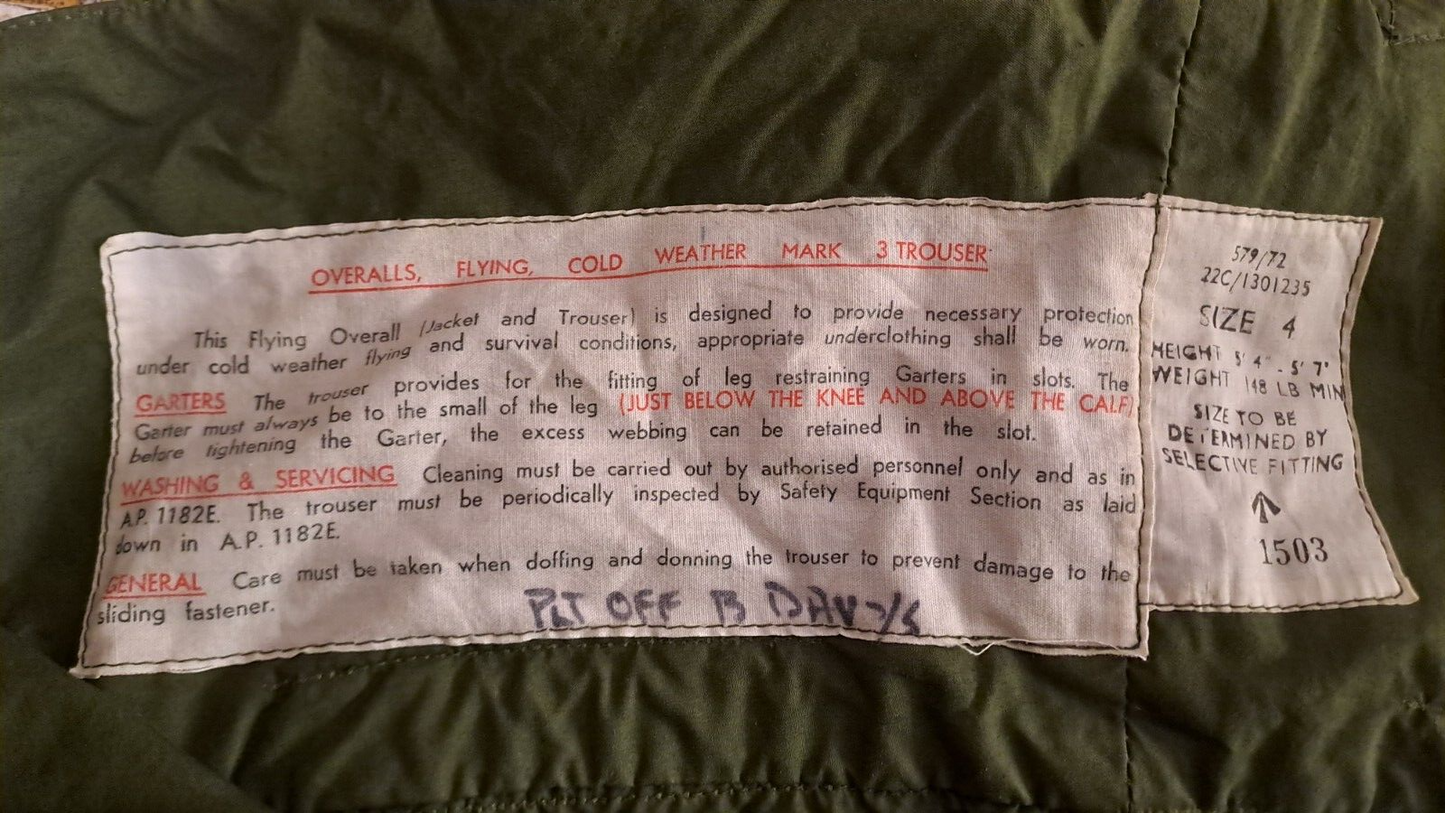 OVERALLS, FLYING, COLD WEATHER MARK 3 TROUSER
This Flying Overall (Jacket and Trouser) is designed to provide necessary protection
under cold weather flying and survival conditions, appropriate underclothing shall be worn.
GARTERS The trouser provides for the fitting of leg restraining Garters in slots. The
Garter must always be to the small of the leg (JUST BELOW THE KNEE AND ABOVE THE CALF)
before tightening the Garter, the excess webbing can be retained in the slot.
WASHING & SERVICING Cleaning must be carried out by authorised personnel only and as in
A.P. 1182E. The trouser must be periodically inspected by Safety Equipment Section as laid
down in A.P. 1182E.
GENERAL Care must be taken when doffing and donning the trouser to prevent damage to the
sliding fastener.
PLT OFF B
579/72
22C/1301235
SIZE 4
HEIGHT 5' 4" - 5' 7"
WEIGHT 148 LB MIN
SIZE TO BE
DETERMINED BY
SELECTIVE FITTING
1503